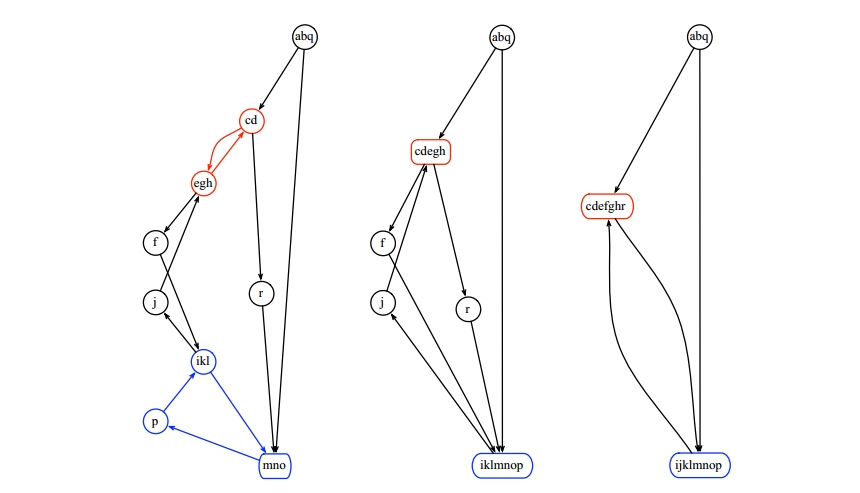 abq
cd
egh
f
j
r
ikl
p
mno
abq
cdegh
f
j
r
iklmnop
abq
cdefghr
ijklmnop